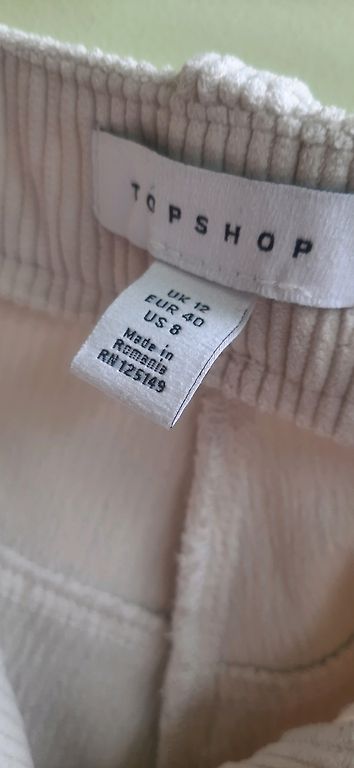 TOPSHOP
UK 12
EUR 40
US 8
Made in
Romania
RN 125149